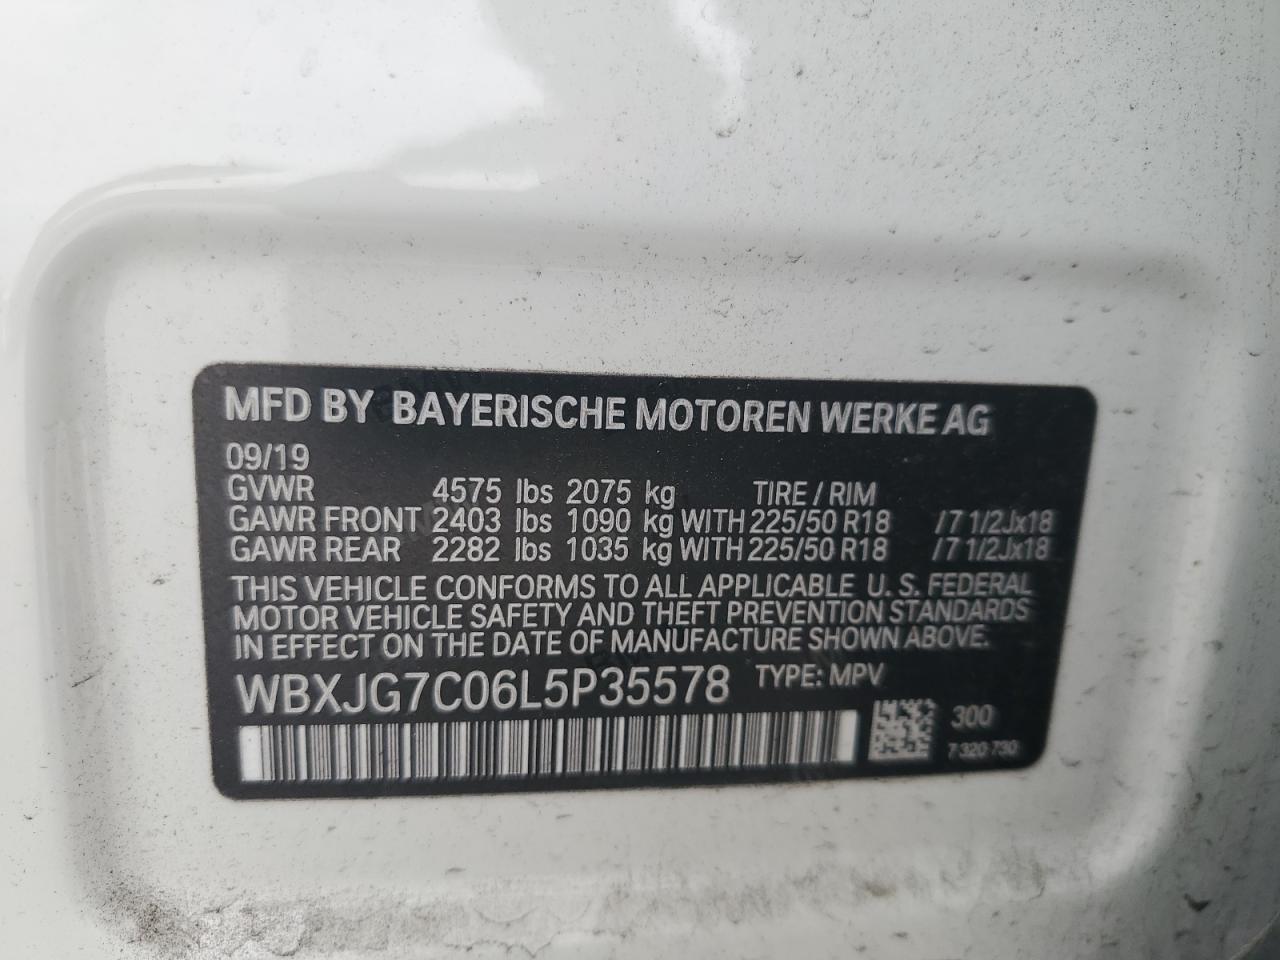 MFD BY BAYERISCHE MOTOREN WERKE AG
09/19
GVWR 4575 lbs 2075 kg TIRE / RIM
GAWR FRONT 2403 lbs 1090 kg WITH 225/50 R18 /7 1/2Jx18
GAWR REAR 2282 lbs 1035 kg WITH 225/50 R18 /7 1/2Jx18
THIS VEHICLE CONFORMS TO ALL APPLICABLE U. S. FEDERAL
MOTOR VEHICLE SAFETY AND THEFT PREVENTION STANDARDS
IN EFFECT ON THE DATE OF MANUFACTURE SHOWN ABOVE.
WBXJG7C06L5P35578 TYPE: MPV
300
7 320 730